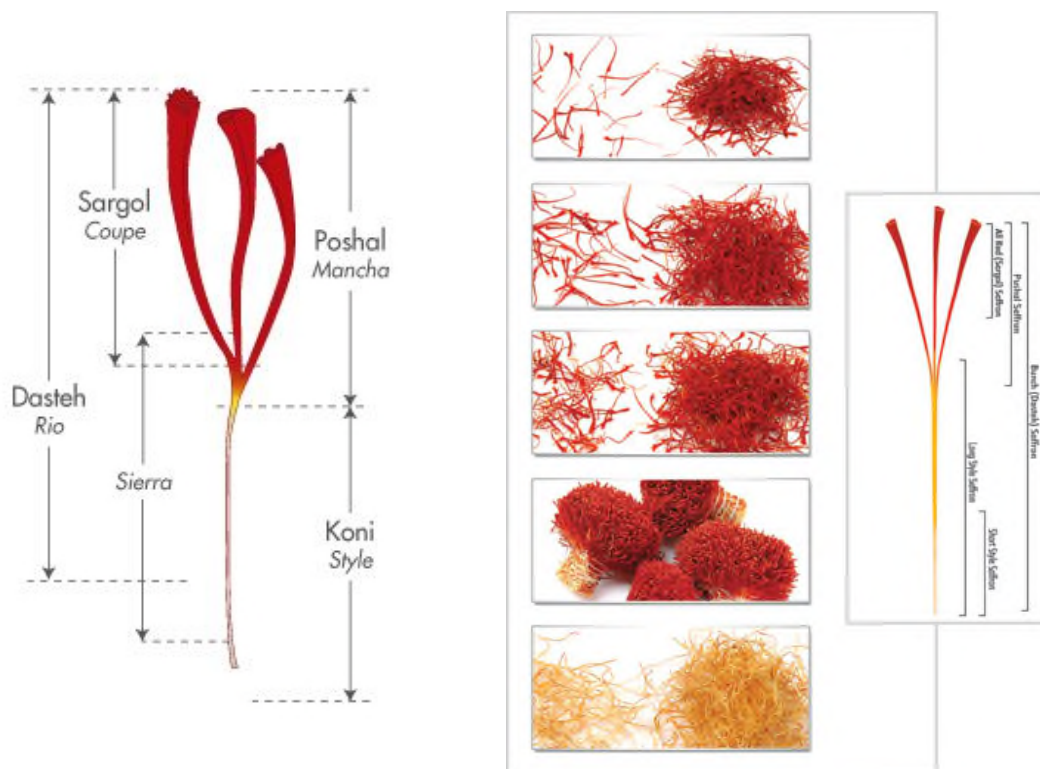 Sargol
Coupe
Poshal
Mancha
Dasteh
Rio
Sierra
Koni
Style
All Red (Sargol) Saffron
Pushal Saffron
Bunch (Dasteh) Saffron
Long Style Saffron
Short Style Saffron